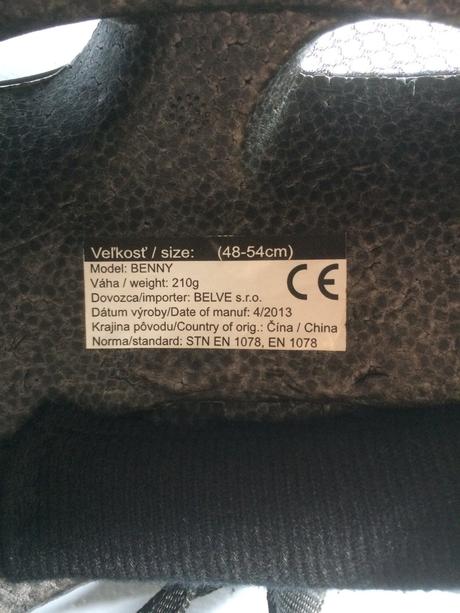 Veľkosť / size: (48-54cm)
Model: BENNY
Váha / weight: 210g
Dovozca/importer: BELVE s.r.o.
Dátum výroby/Date of manuf: 4/2013
Krajina pôvodu/Country of orig.: Čína / China
Norma/standard: STN EN 1078, EN 1078
CE